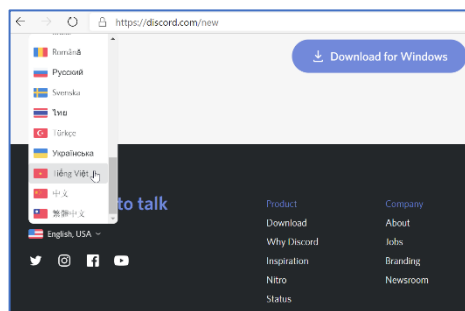 https://discord.com/new
Română
Русский
Svenska
ไทย
Türkçe
Українська
Tiếng Việt
中文
繁體中文
Download for Windows
to talk
English, USA
Product
Download
Why Discord
Inspiration
Nitro
Status
Company
About
Jobs
Branding
Newsroom